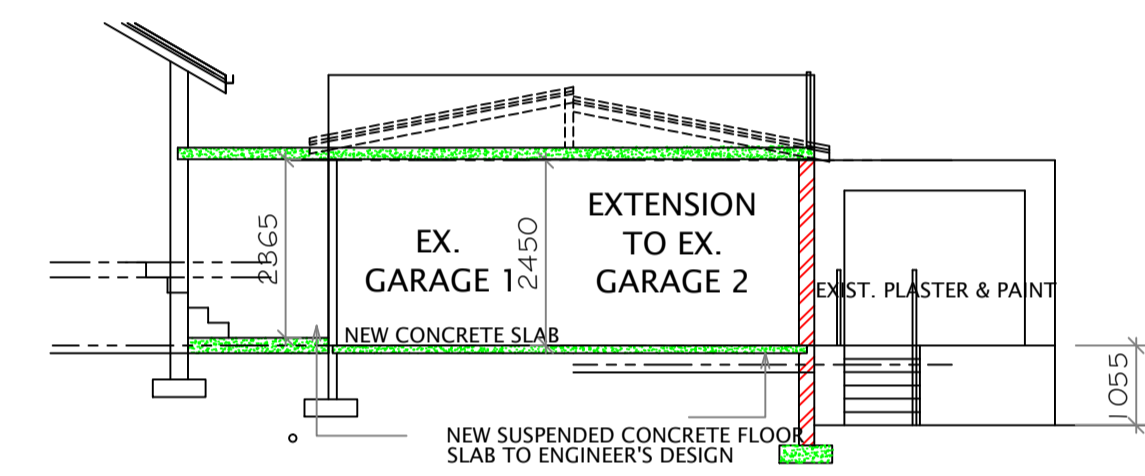 EX.
GARAGE 1
EXTENSION
TO EX.
GARAGE 2
2365
2450
EXIST. PLASTER & PAINT
NEW CONCRETE SLAB
1055
NEW SUSPENDED CONCRETE FLOOR
SLAB TO ENGINEER'S DESIGN